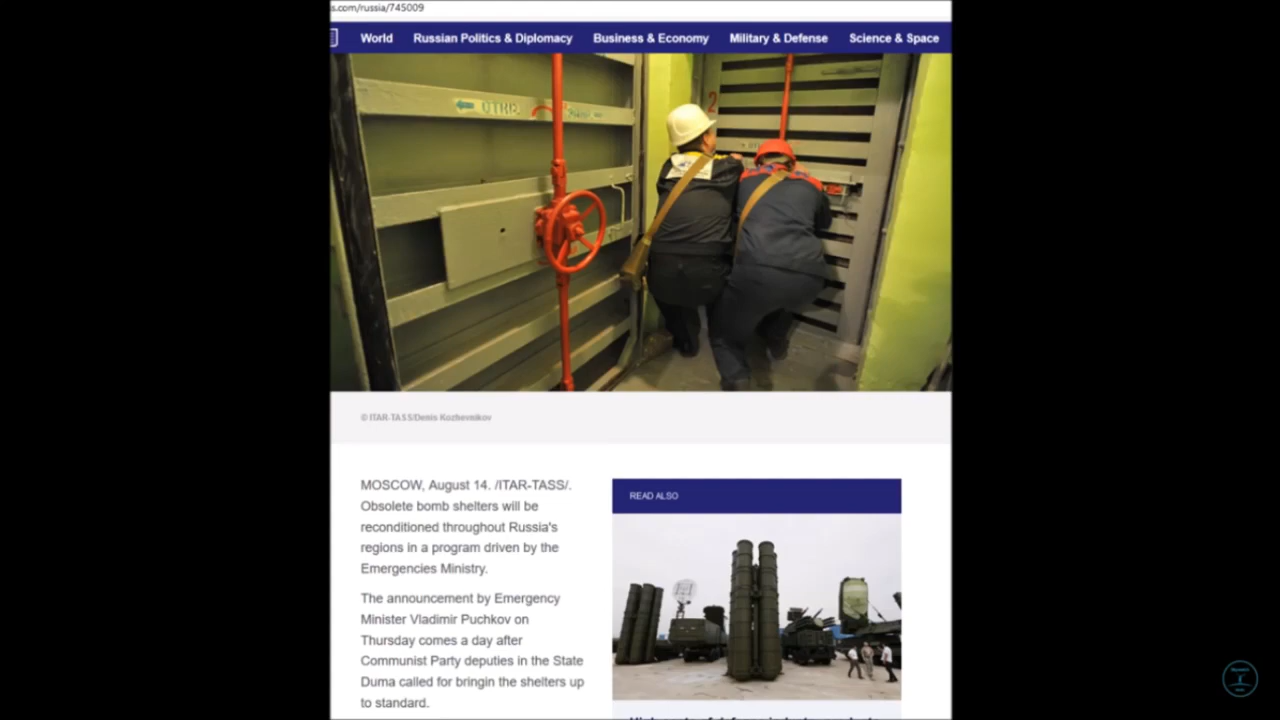 s.com/russia/745009
World Russian Politics & Diplomacy Business & Economy Military & Defense Science & Space
2
© ITAR-TASS/Denis Kozhevnikov
MOSCOW, August 14. /ITAR-TASS/.
Obsolete bomb shelters will be
reconditioned throughout Russia's
regions in a program driven by the
Emergencies Ministry.
The announcement by Emergency
Minister Vladimir Puchkov on
Thursday comes a day after
Communist Party deputies in the State
Duma called for bringin the shelters up
to standard.
READ ALSO